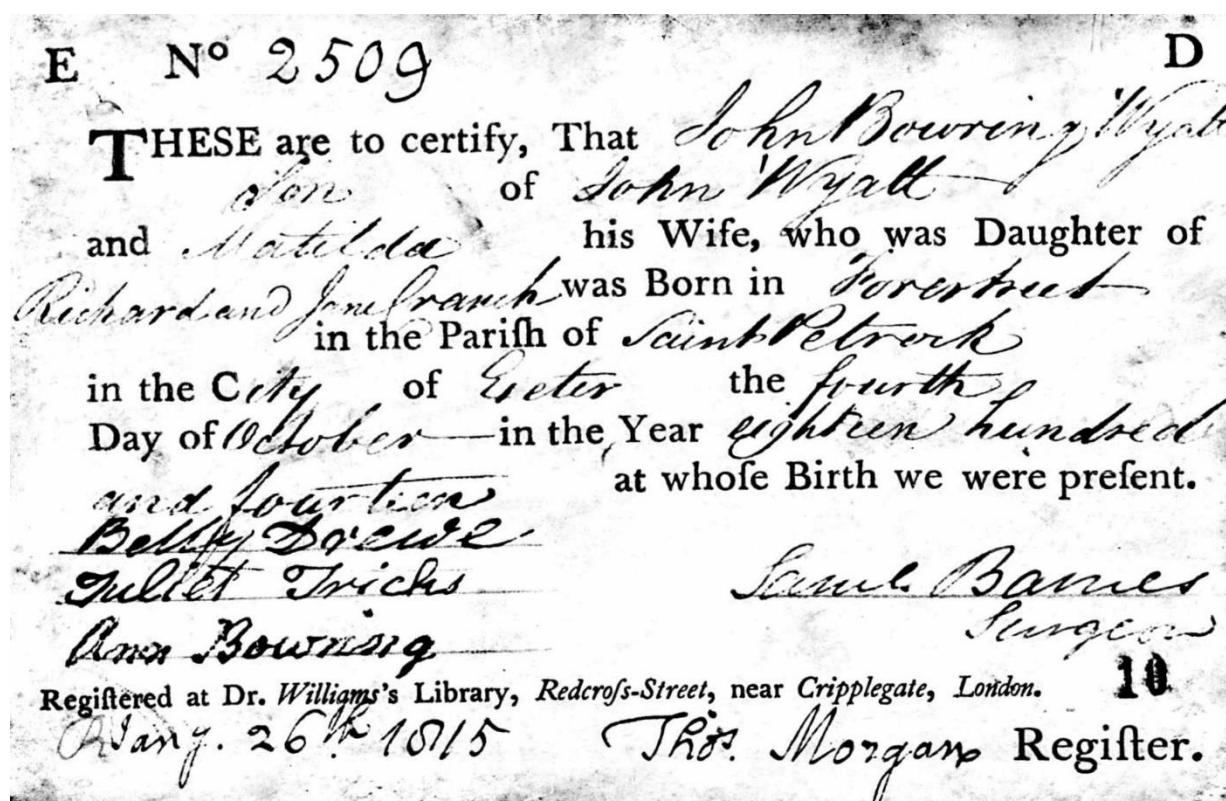 E No 2509 D
THESE are to certify, That John Bowring Wyatt
Son of John Wyatt
and Matilda his Wife, who was Daughter of
Richard and Jane Cranch was Born in Forestreet
in the Pariſh of Saint Petrock
in the City of Exeter the fourth
Day of October in the Year eighteen hundred
and fourteen at whoſe Birth we were preſent.
Betsy Drewe
Juliet Tricks Saml. Barnes
Ann Bowring Surgeon
Regiſtered at Dr. Williams's Library, Redcroſs-Street, near Cripplegate, London. 10
Jany. 26th. 1815 Thos. Morgan Regiſter.